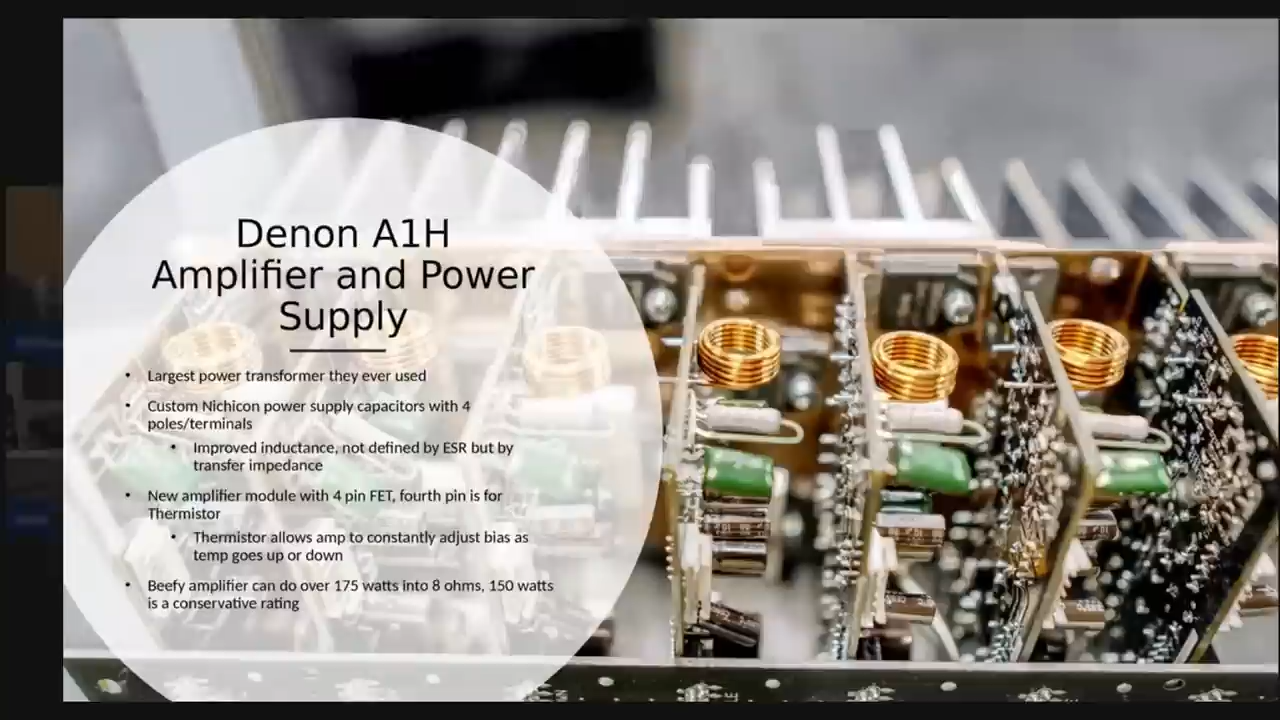 Denon A1H
Amplifier and Power
Supply
• Largest power transformer they ever used
• Custom Nichicon power supply capacitors with 4
poles/terminals
• Improved inductance, not defined by ESR but by
transfer impedance
• New amplifier module with 4 pin FET, fourth pin is for
Thermistor
• Thermistor allows amp to constantly adjust bias as
temp goes up or down
• Beefy amplifier can do over 175 watts into 8 ohms, 150 watts
is a conservative rating